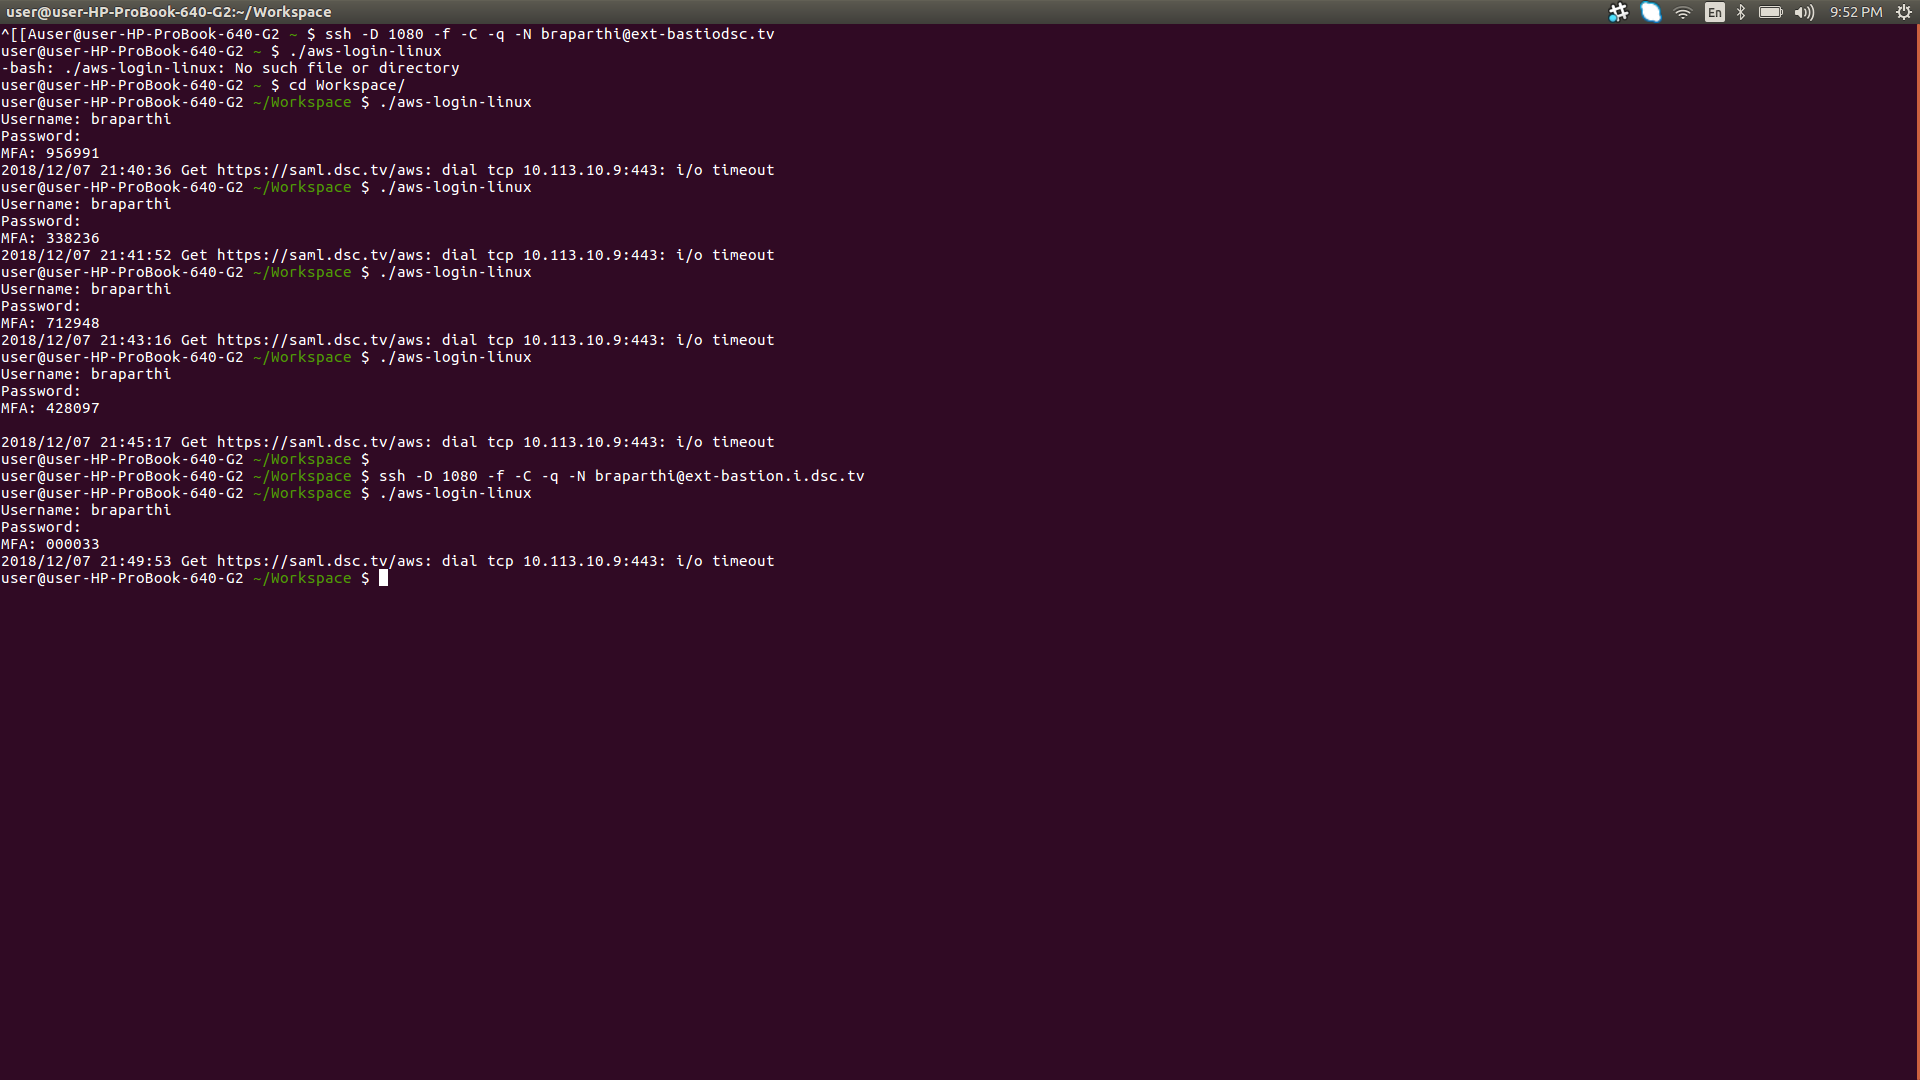 user@user-HP-ProBook-640-G2:~/Workspace
En
9:52 PM
^[[Auser@user-HP-ProBook-640-G2 ~ $ ssh -D 1080 -f -C -q -N braparthi@ext-bastiodsc.tv
user@user-HP-ProBook-640-G2 ~ $ ./aws-login-linux
-bash: ./aws-login-linux: No such file or directory
user@user-HP-ProBook-640-G2 ~ $ cd Workspace/
user@user-HP-ProBook-640-G2 ~/Workspace $ ./aws-login-linux
Username: braparthi
Password:
MFA: 956991
2018/12/07 21:40:36 Get https://saml.dsc.tv/aws: dial tcp 10.113.10.9:443: i/o timeout
user@user-HP-ProBook-640-G2 ~/Workspace $ ./aws-login-linux
Username: braparthi
Password:
MFA: 338236
2018/12/07 21:41:52 Get https://saml.dsc.tv/aws: dial tcp 10.113.10.9:443: i/o timeout
user@user-HP-ProBook-640-G2 ~/Workspace $ ./aws-login-linux
Username: braparthi
Password:
MFA: 712948
2018/12/07 21:43:16 Get https://saml.dsc.tv/aws: dial tcp 10.113.10.9:443: i/o timeout
user@user-HP-ProBook-640-G2 ~/Workspace $ ./aws-login-linux
Username: braparthi
Password:
MFA: 428097
2018/12/07 21:45:17 Get https://saml.dsc.tv/aws: dial tcp 10.113.10.9:443: i/o timeout
user@user-HP-ProBook-640-G2 ~/Workspace $
user@user-HP-ProBook-640-G2 ~/Workspace $ ssh -D 1080 -f -C -q -N braparthi@ext-bastion.i.dsc.tv
user@user-HP-ProBook-640-G2 ~/Workspace $ ./aws-login-linux
Username: braparthi
Password:
MFA: 000033
2018/12/07 21:49:53 Get https://saml.dsc.tv/aws: dial tcp 10.113.10.9:443: i/o timeout
user@user-HP-ProBook-640-G2 ~/Workspace $